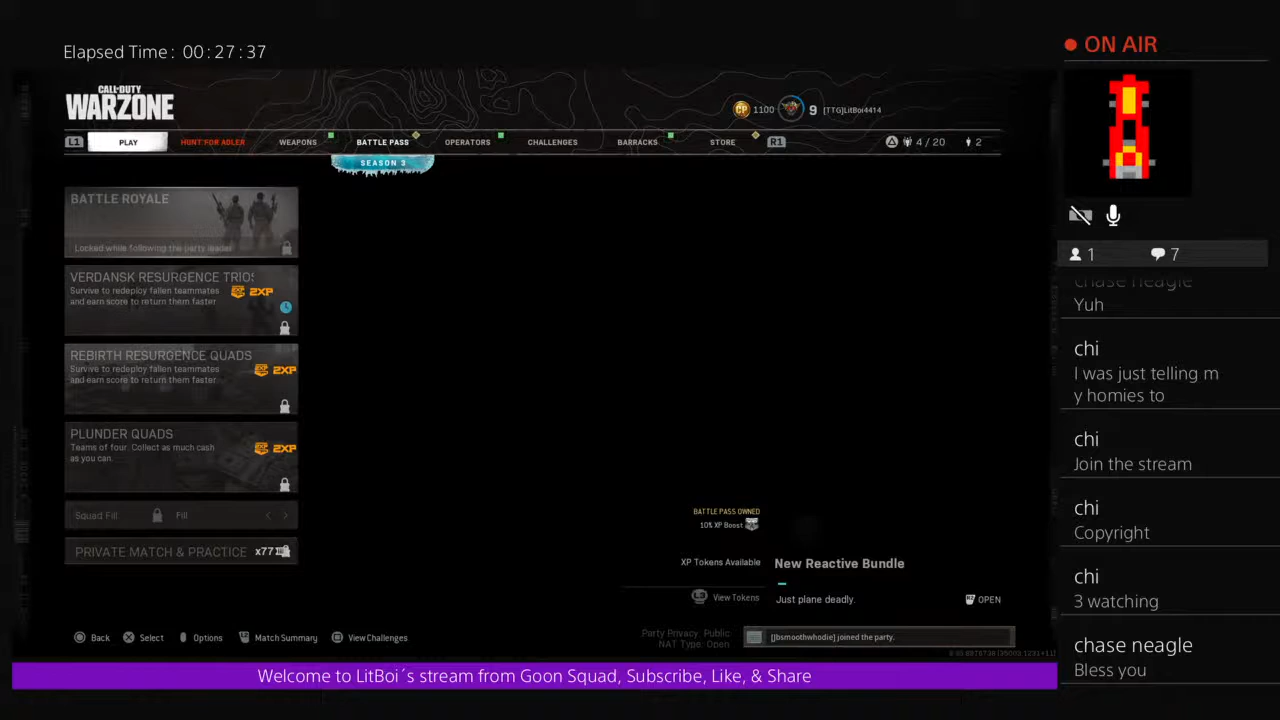 Elapsed Time: 00:27:37
ON AIR
CALL OF DUTY
WARZONE
1100 9 [TTG]LitBoi4414
L1 PLAY HUNT FOR ADLER WEAPONS BATTLE PASS OPERATORS CHALLENGES BARRACKS STORE R1 4 / 20 2
SEASON 3
BATTLE ROYALE
Locked while following the party leader
VERDANSK RESURGENCE TRIOS
Survive to redeploy fallen teammates
and earn score to return them faster
2XP
REBIRTH RESURGENCE QUADS
Survive to redeploy fallen teammates
and earn score to return them faster
2XP
PLUNDER QUADS
Teams of four. Collect as much cash
as you can.
2XP
Squad Fill Fill
PRIVATE MATCH & PRACTICE x771
BATTLE PASS OWNED
10% XP Boost
XP Tokens Available
View Tokens
New Reactive Bundle
Just plane deadly.
OPEN
Back Select Options Match Summary View Challenges
Party Privacy: Public
NAT Type: Open
[]bsmoothwhodie] joined the party.
Welcome to LitBoi´s stream from Goon Squad, Subscribe, Like, & Share
1 7
chase neagle
Yuh
chi
I was just telling m
y homies to
chi
Join the stream
chi
Copyright
chi
3 watching
chase neagle
Bless you